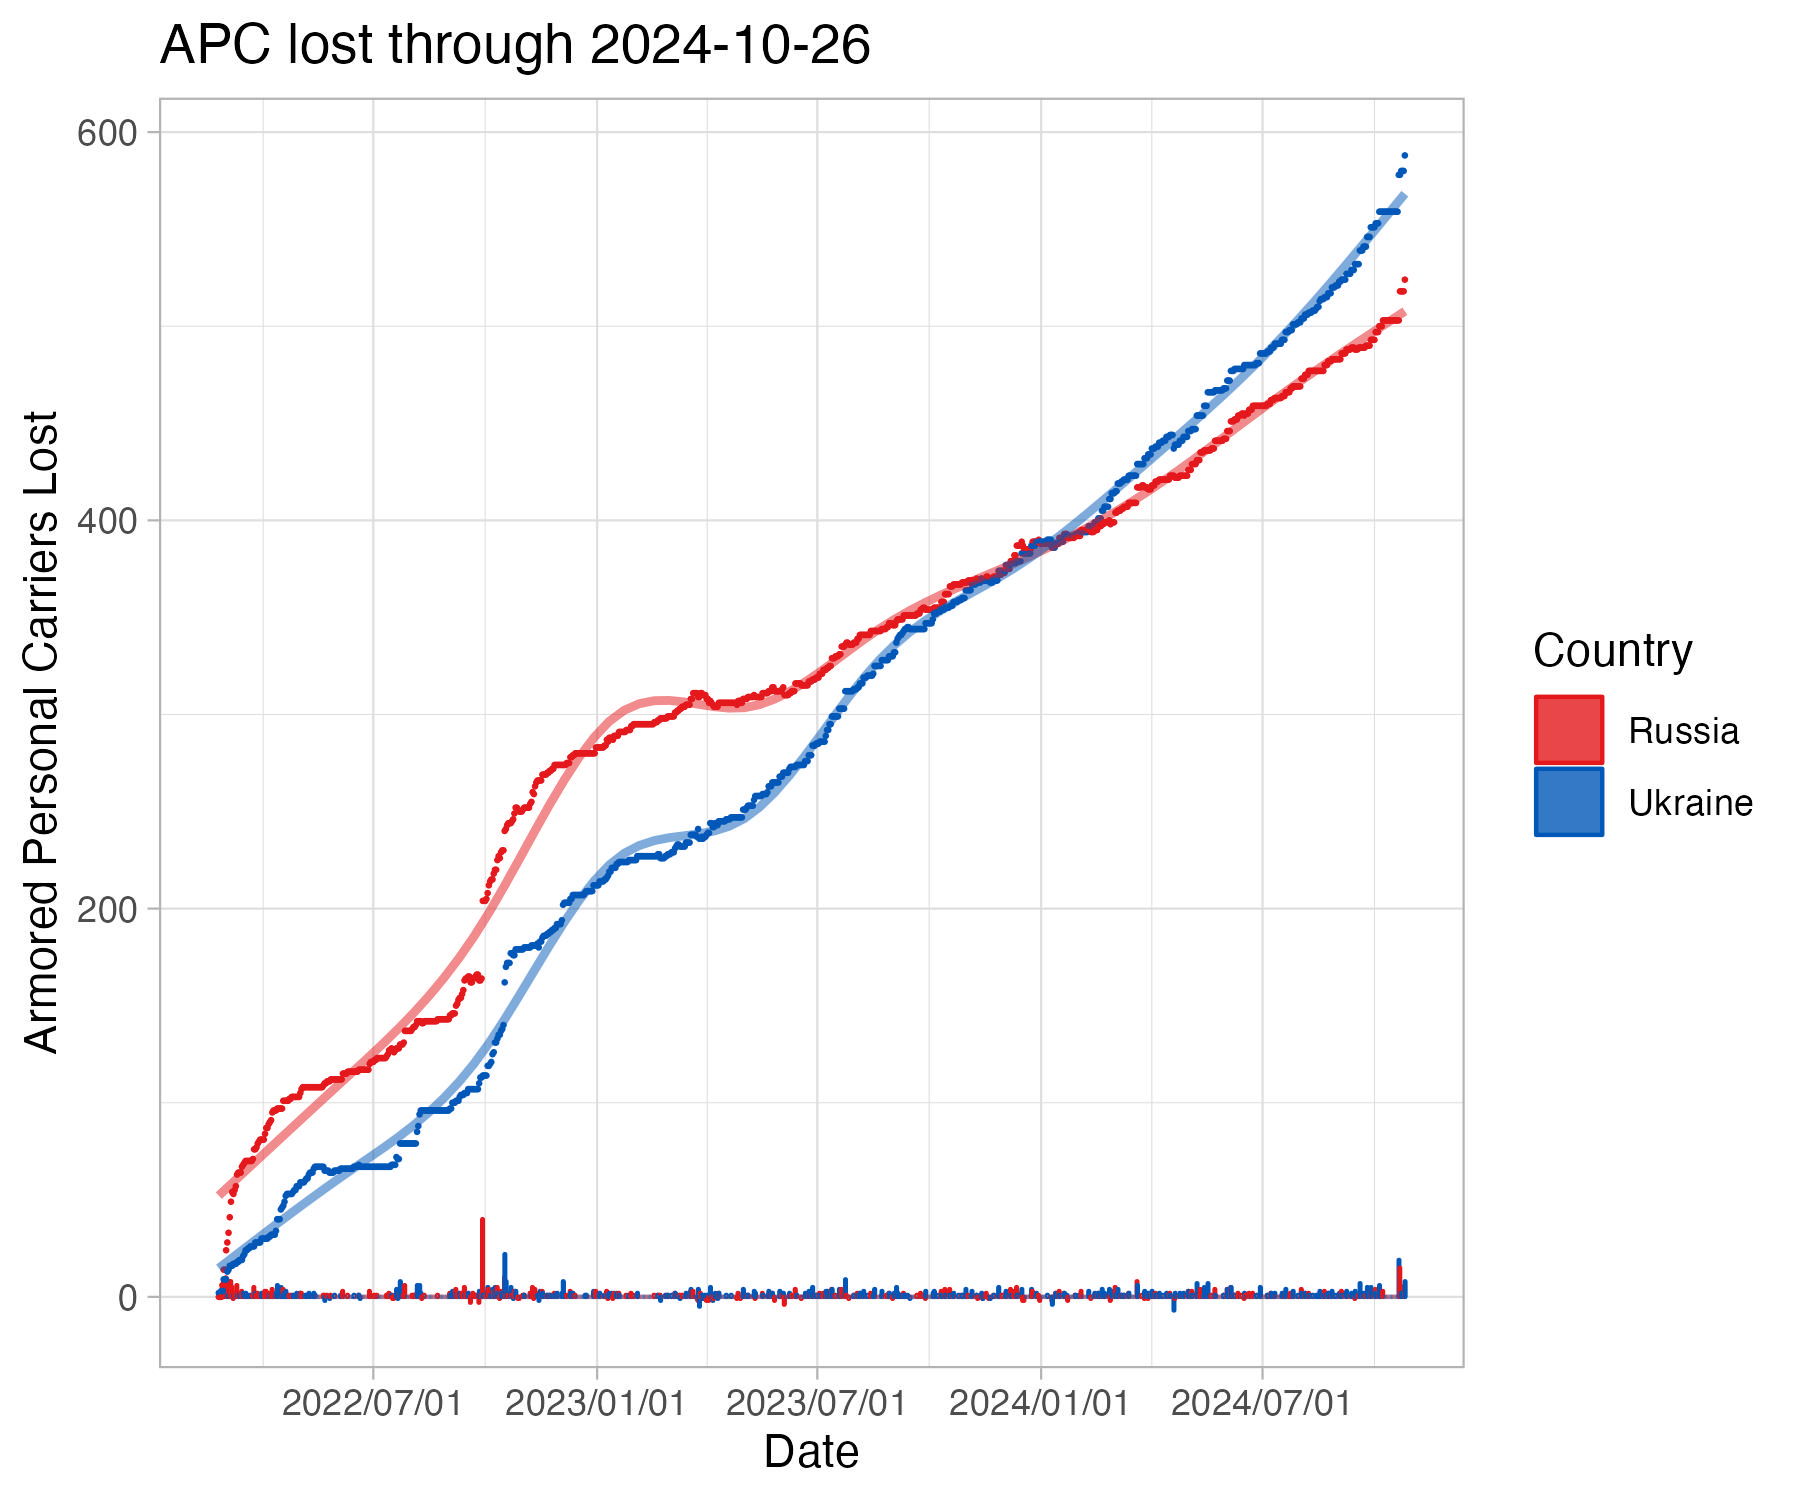 APC lost through 2024-10-26
Armored Personal Carriers Lost
600
400
200
0
2022/07/01
2023/01/01
2023/07/01
2024/01/01
2024/07/01
Date
Country
Russia
Ukraine